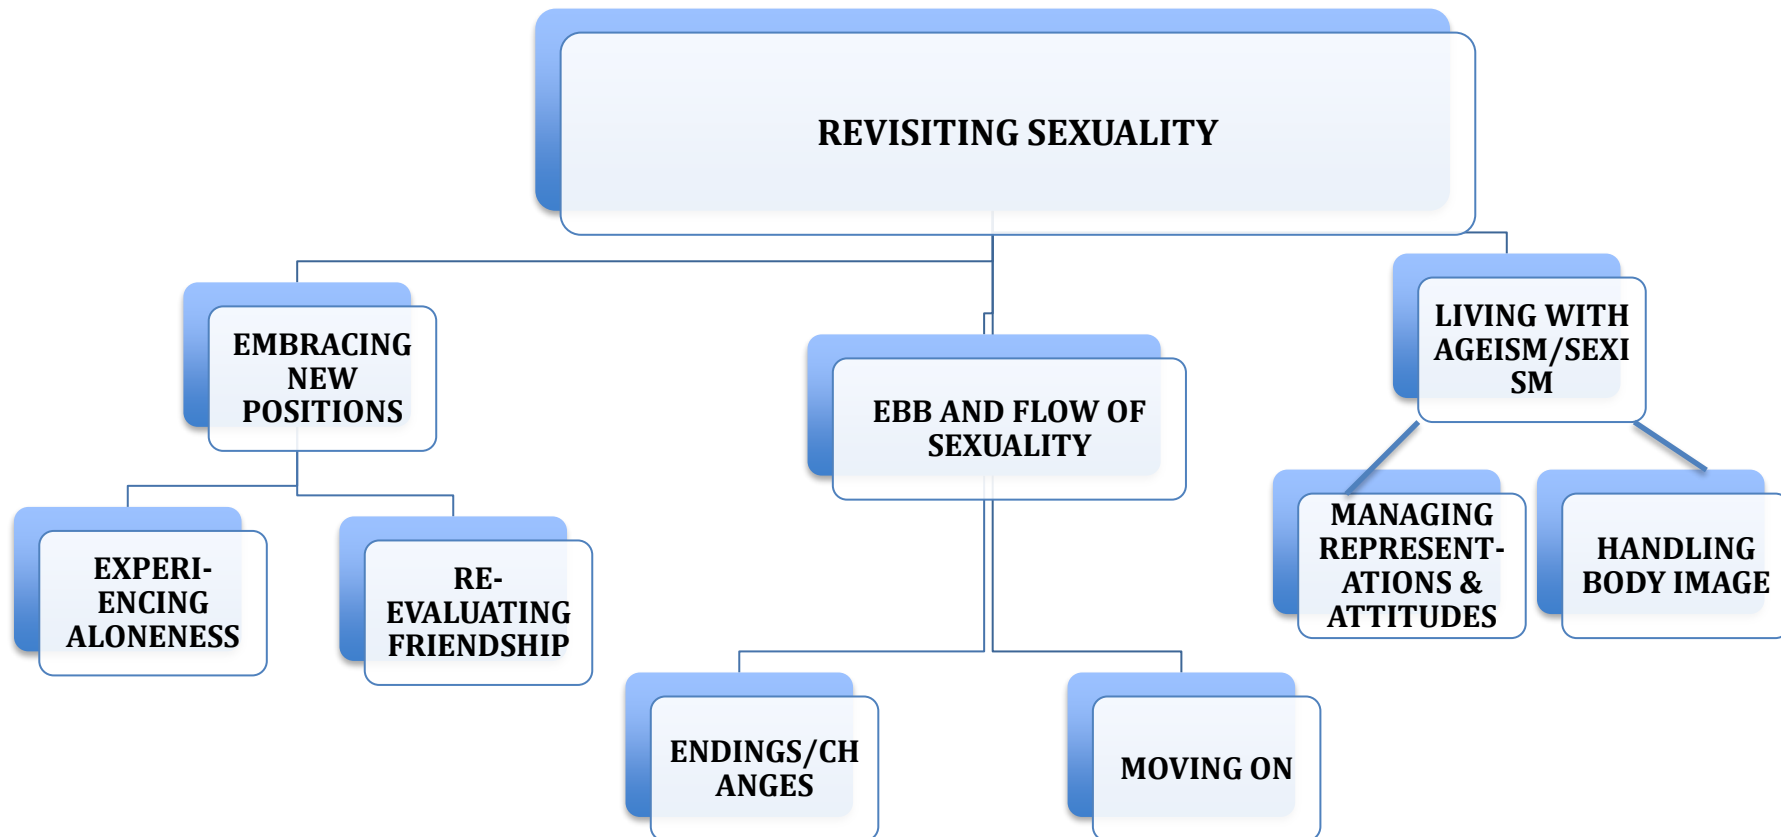 REVISITING SEXUALITY
EMBRACING
NEW
POSITIONS
EBB AND FLOW OF
SEXUALITY
LIVING WITH
AGEISM/SEXI
SM
EXPERI-
ENCING
ALONENESS
RE-
EVALUATING
FRIENDSHIP
MANAGING
REPRESENT-
ATIONS &
ATTITUDES
HANDLING
BODY IMAGE
ENDINGS/CH
ANGES
MOVING ON